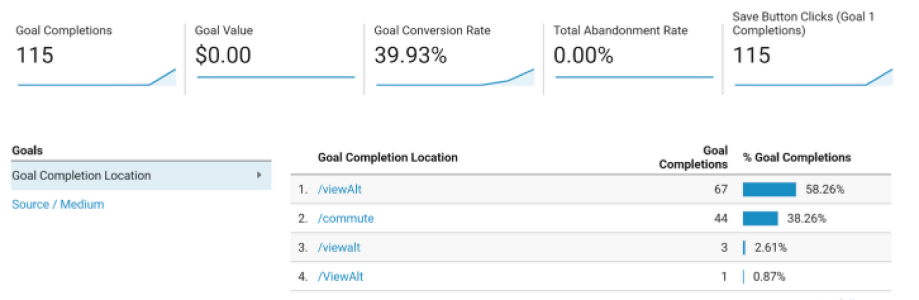 Goal Completions
115
Goal Value
$0.00
Goal Conversion Rate
39.93%
Total Abandonment Rate
0.00%
Save Button Clicks (Goal 1
Completions)
115
Goals
Goal Completion Location
Source / Medium
Goal Completion Location Goal
Completions % Goal Completions
1. /viewAlt 67 58.26%
2. /commute 44 38.26%
3. /viewalt 3 2.61%
4. /ViewAlt 1 0.87%